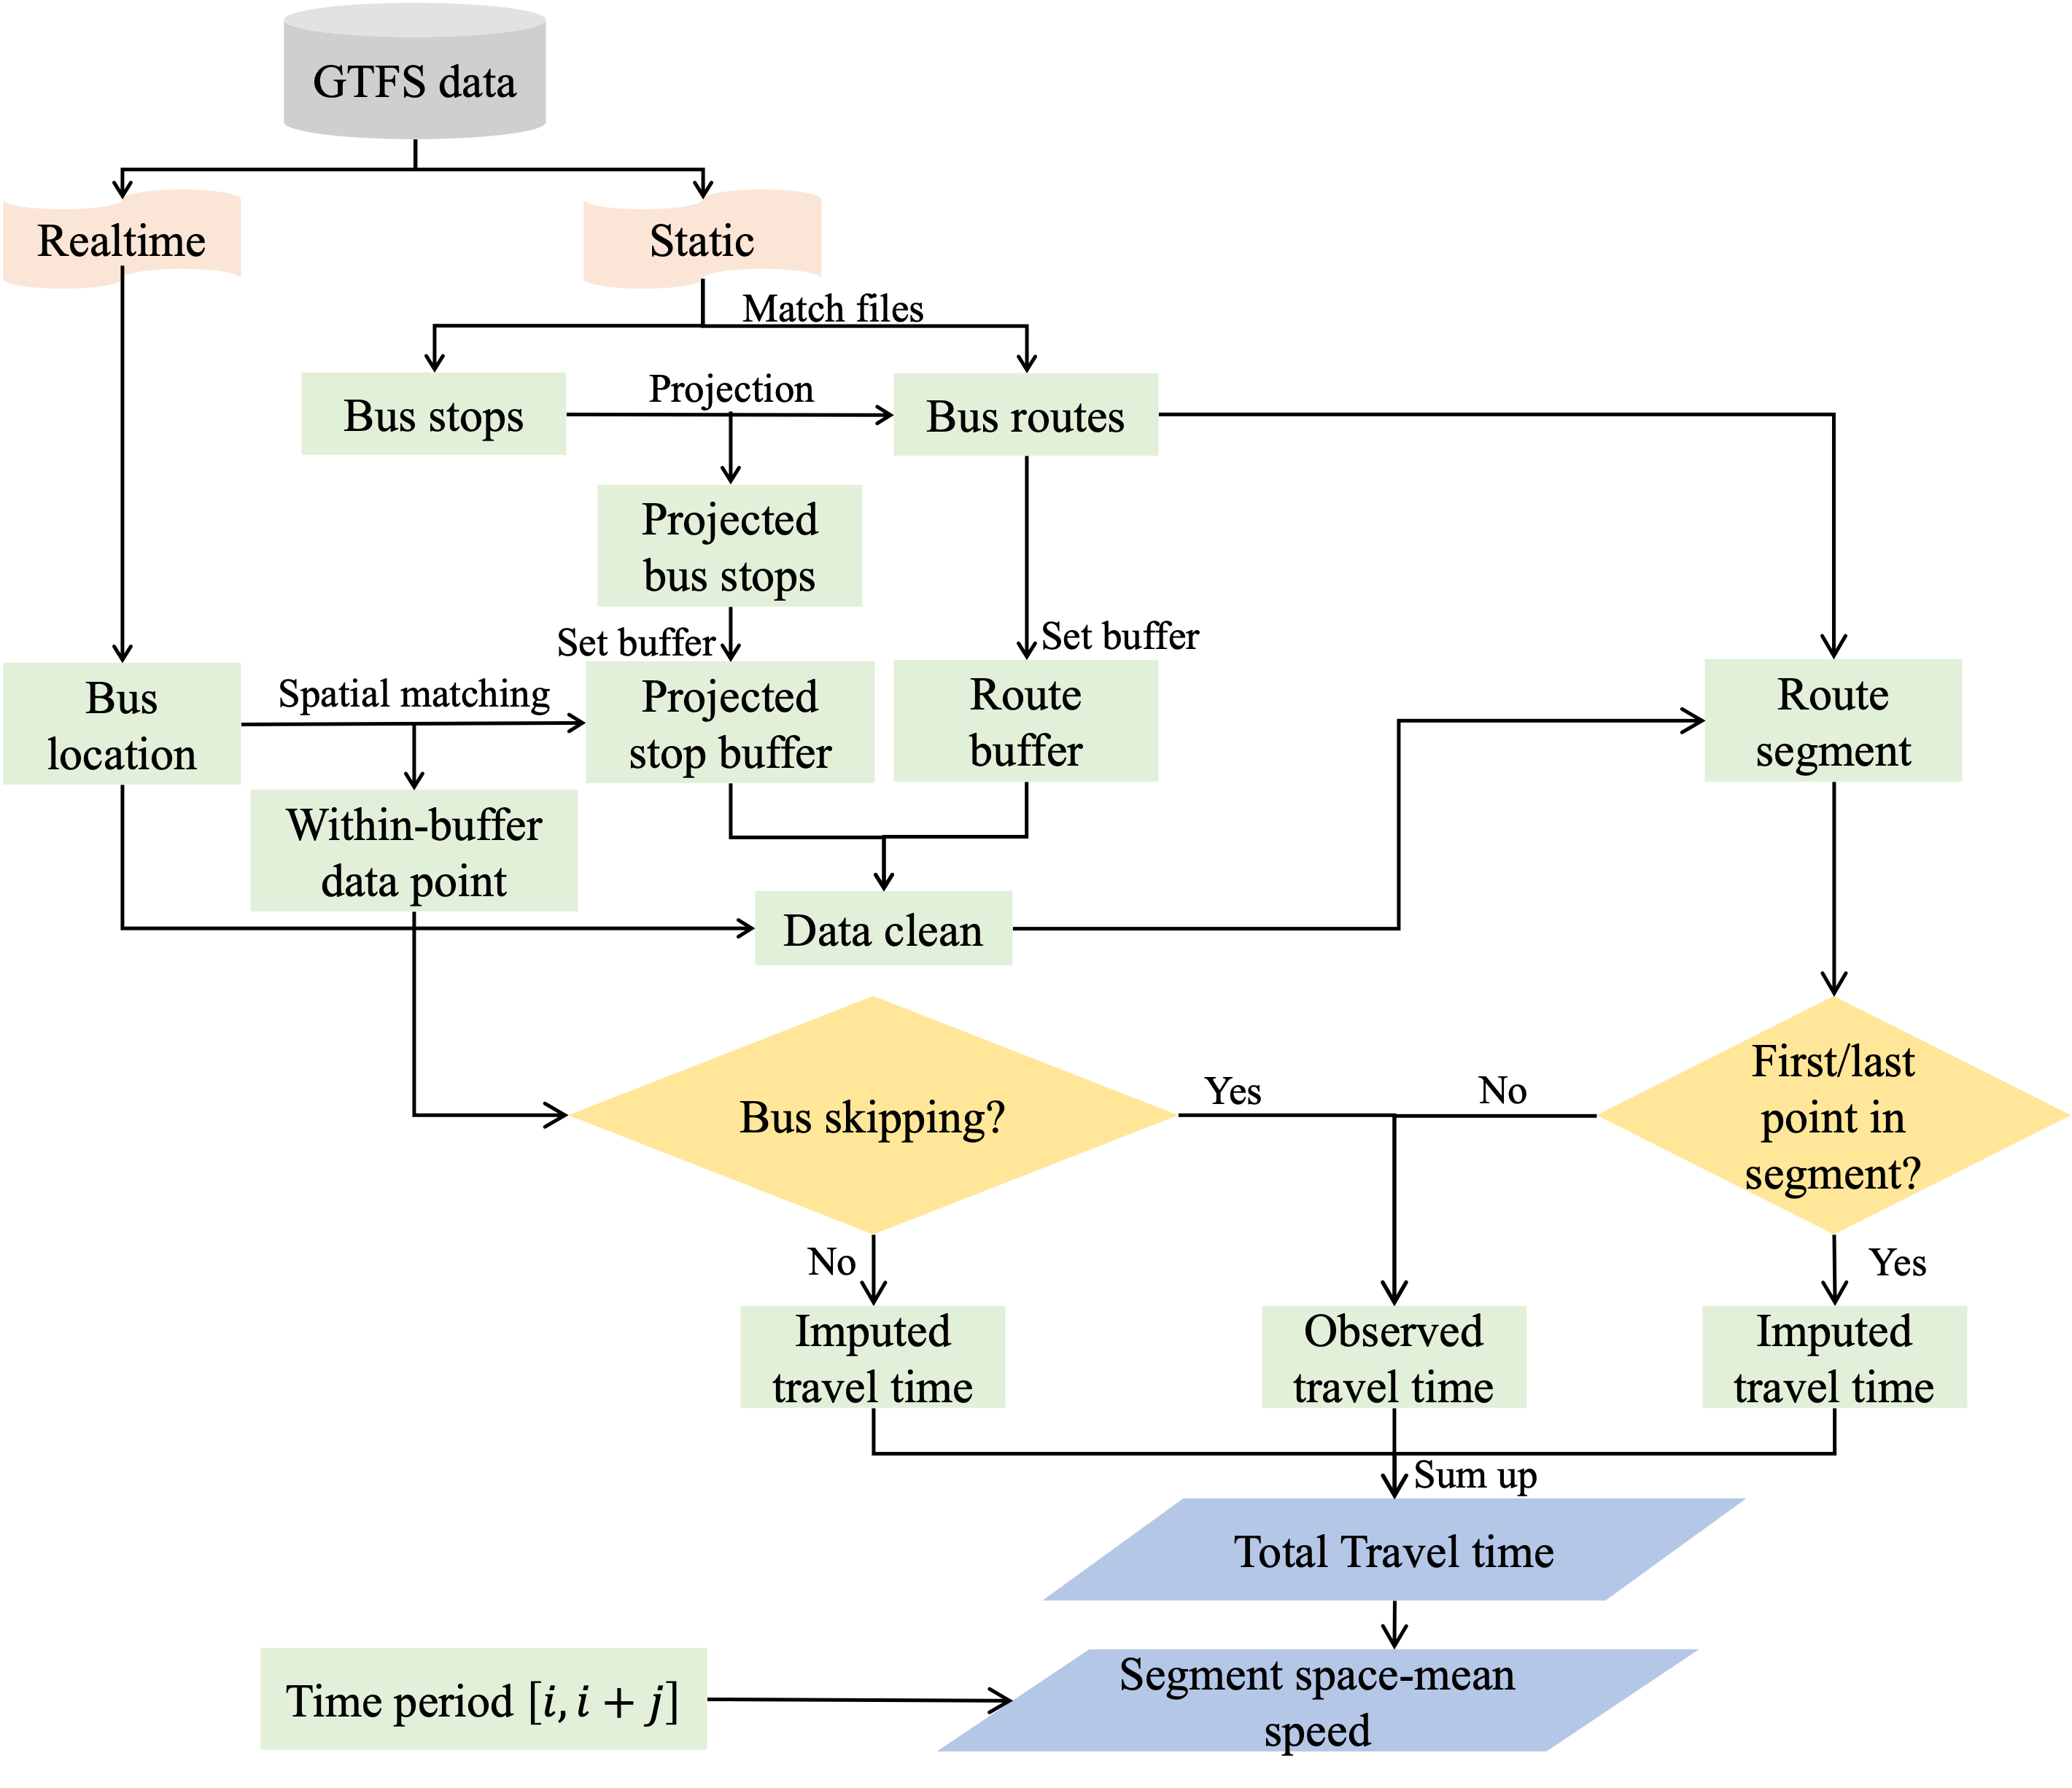 GTFS data
Realtime
Static
Match files
Bus stops
Projection
Bus routes
Projected
bus stops
Set buffer
Set buffer
Bus
location
Spatial matching
Projected
stop buffer
Route
buffer
Route
segment
Within-buffer
data point
Data clean
Bus skipping?
Yes
No
First/last
point in
segment?
No
Yes
Imputed
travel time
Observed
travel time
Imputed
travel time
Sum up
Total Travel time
Time period [i, i + j]
Segment space-mean
speed